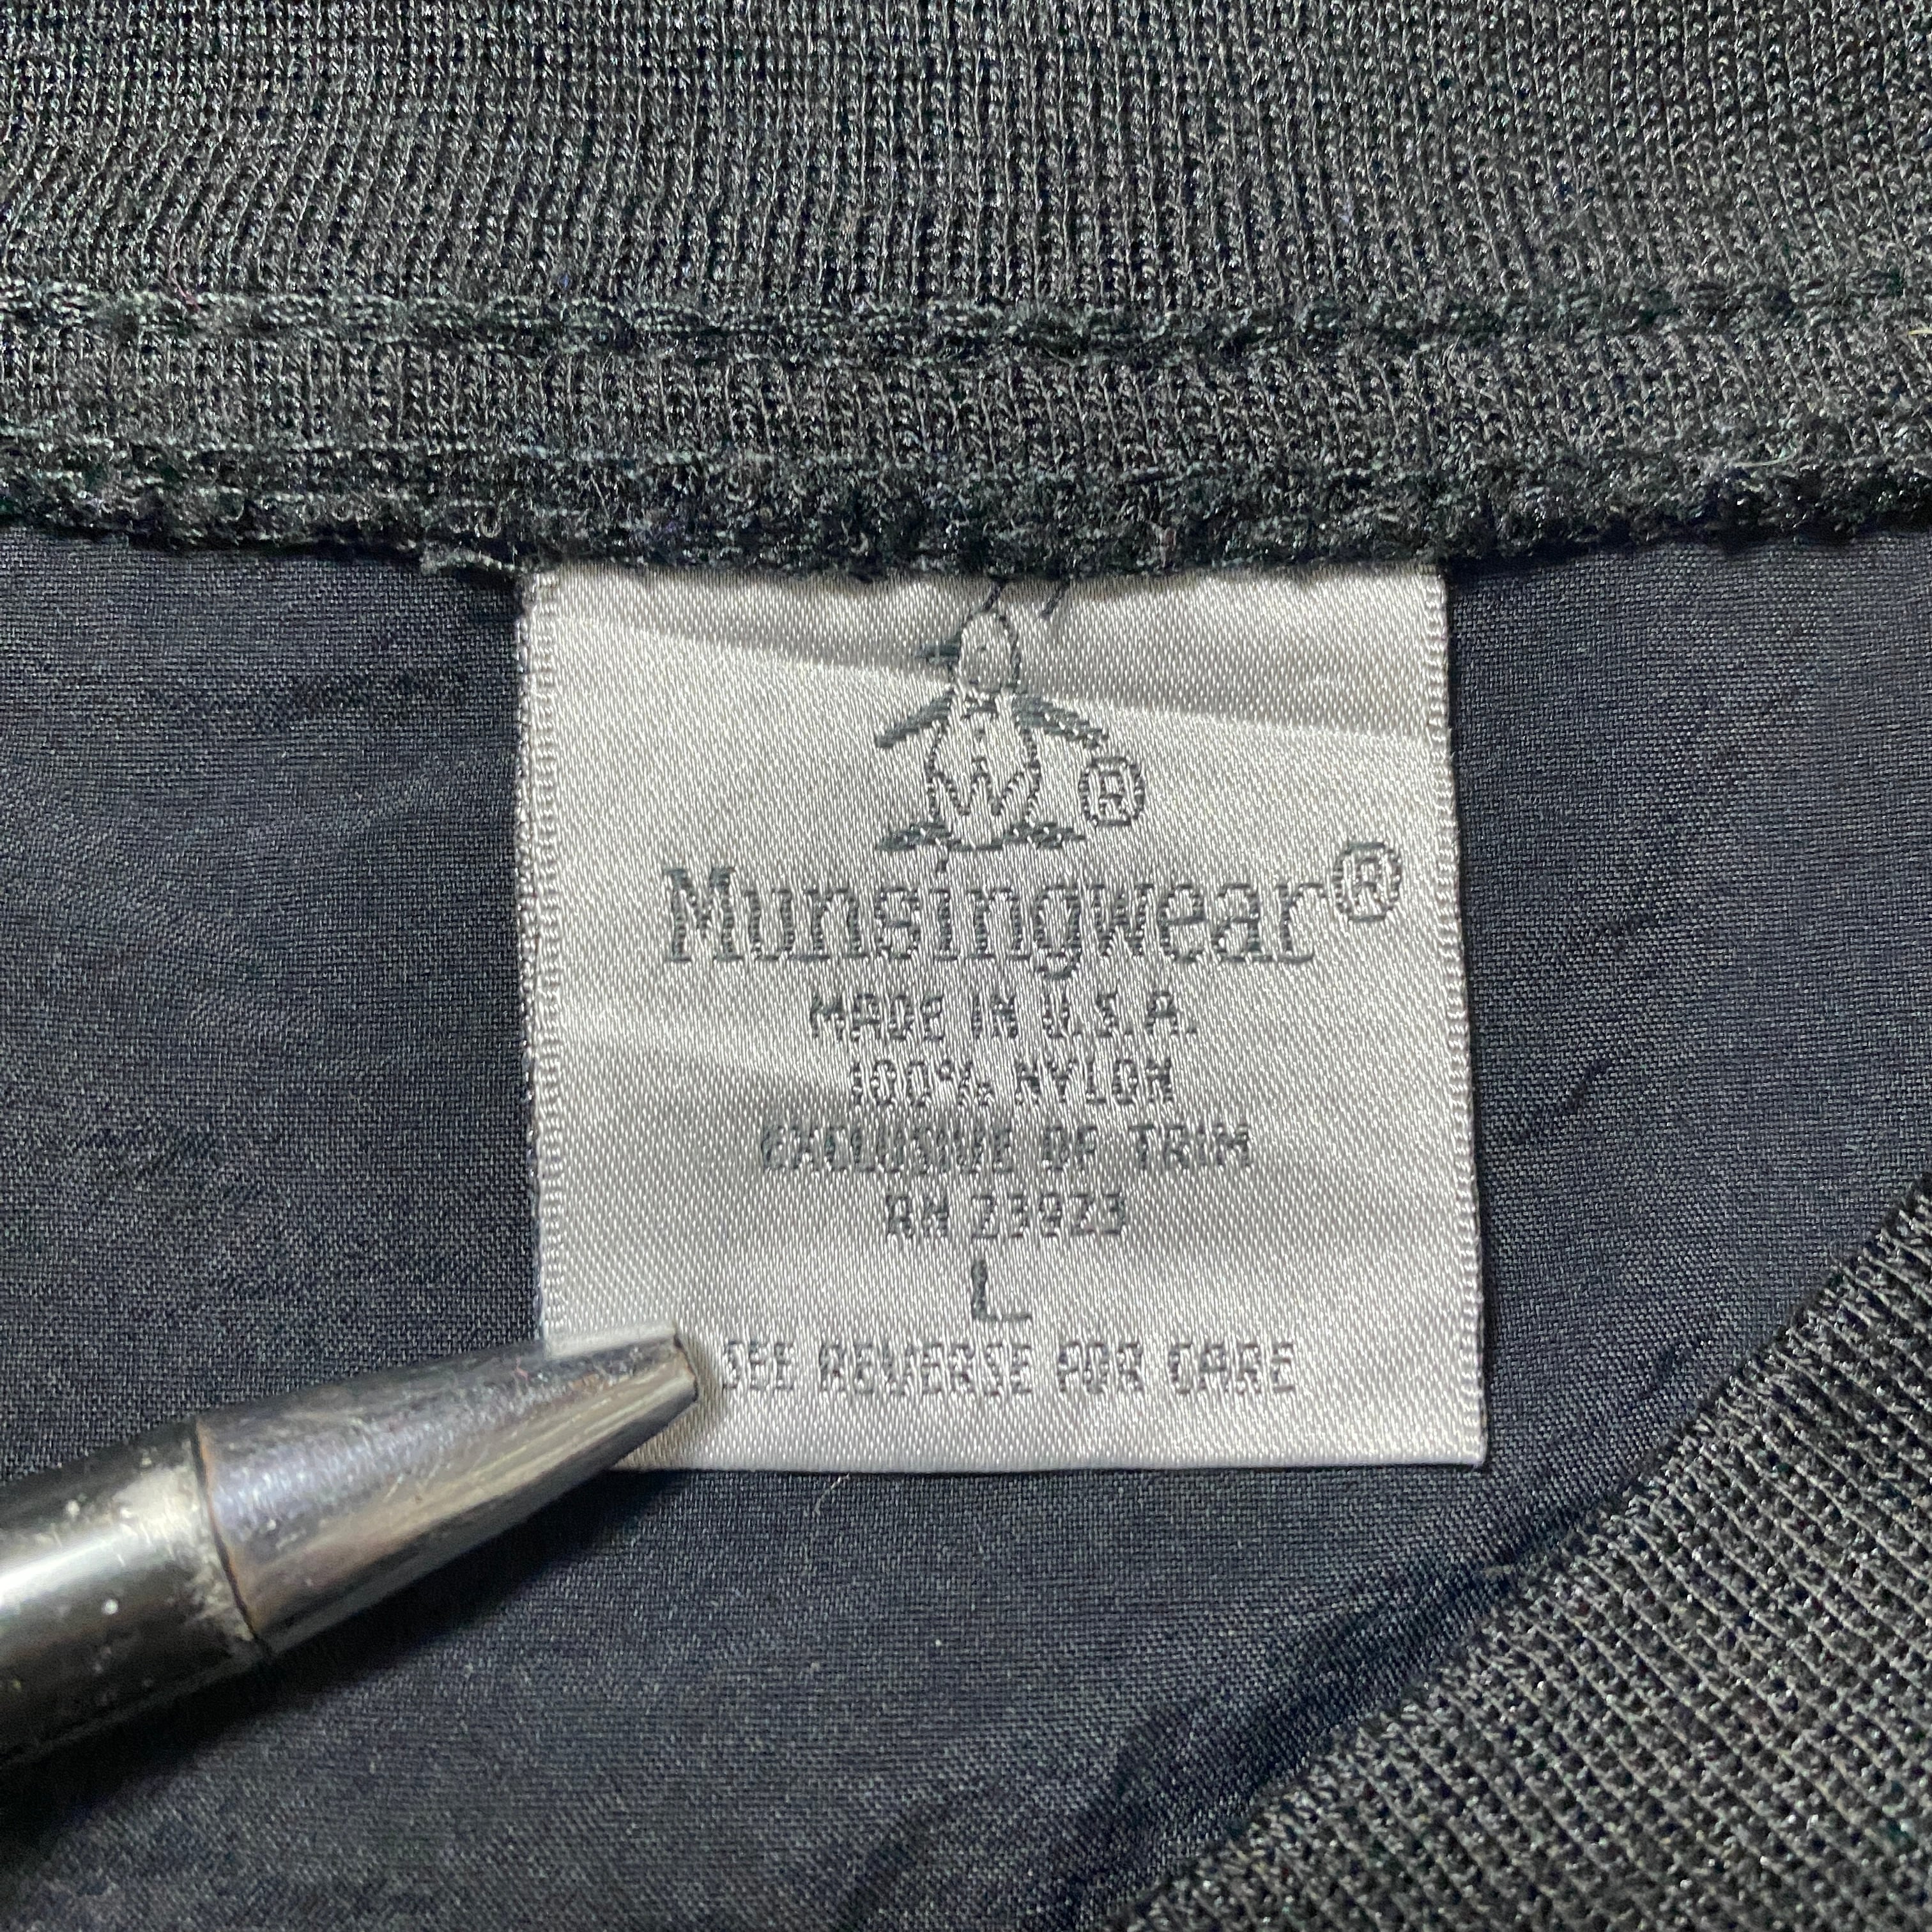 ®
Munsingwear®
MADE IN U.S.A.
100% NYLON
EXCLUSIVE OF TRIM
RN 23923
L
SEE REVERSE FOR CARE